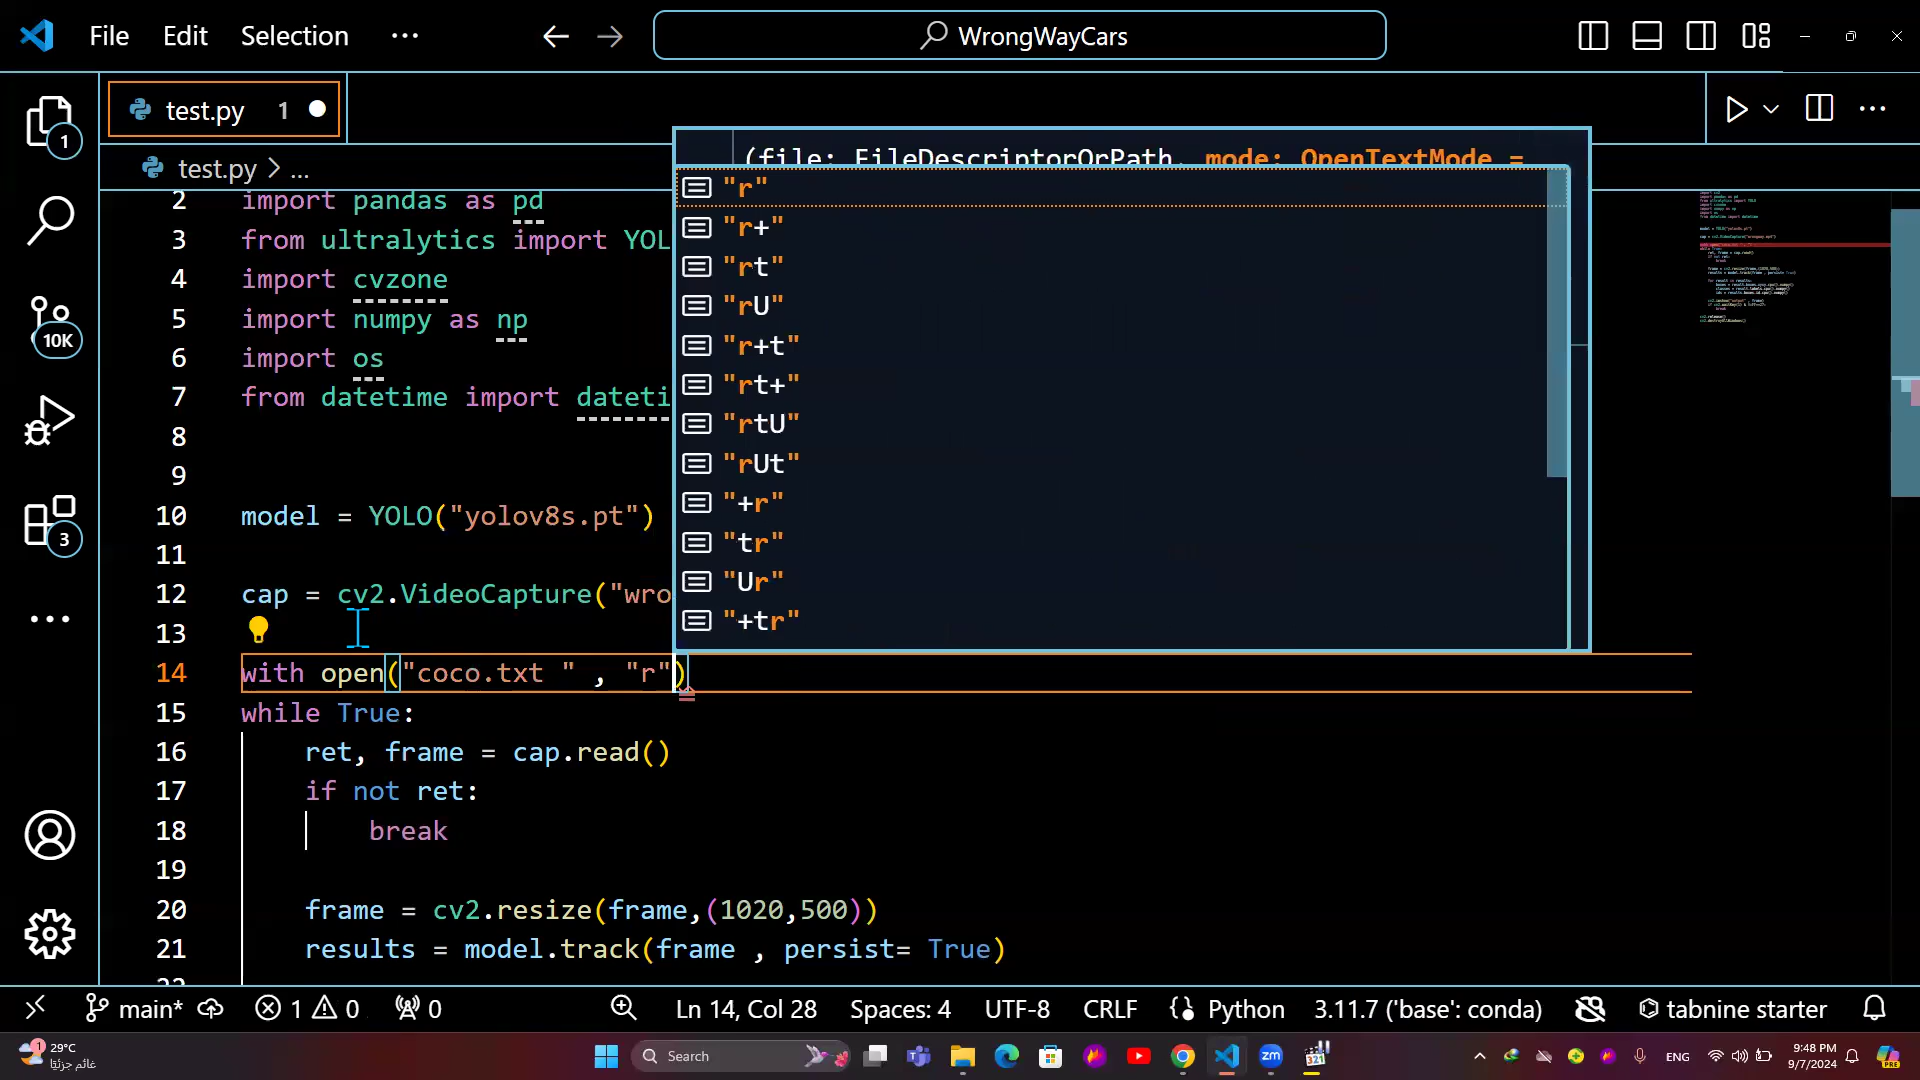 File Edit Selection ...
WrongWayCars
test.py 1
test.py > ...
1
10K
3
(file: FileDescriptorOrPath, mode: OpenTextMode =
"r"
"r+"
"rt"
"rU"
"r+t"
"rt+"
"rtU"
"rUt"
"+r"
"tr"
"Ur"
"+tr"
2 import pandas as pd
3 from ultralytics import YOL
4 import cvzone
5 import numpy as np
6 import os
7 from datetime import dateti
8
9
10 model = YOLO("yolov8s.pt")
11
12 cap = cv2.VideoCapture("wro
13
14 with open("coco.txt " , "r")
15 while True:
16 ret, frame = cap.read()
17 if not ret:
18 break
19
20 frame = cv2.resize(frame,(1020,500))
21 results = model.track(frame , persist= True)
main* 1 0 0 Ln 14, Col 28 Spaces: 4 UTF-8 CRLF Python 3.11.7 ('base': conda) tabnine starter
1 29°C
غائم جزئيًا
Search
zm
321
ENG
9:48 PM
9/7/2024
PRE